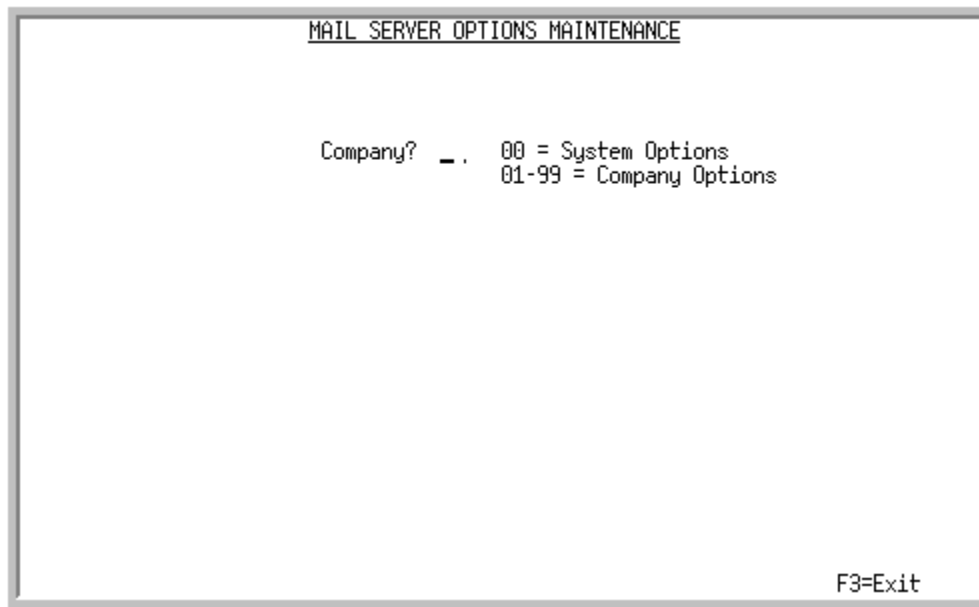 MAIL SERVER OPTIONS MAINTENANCE
Company? _ . 00 = System Options
01-99 = Company Options
F3=Exit